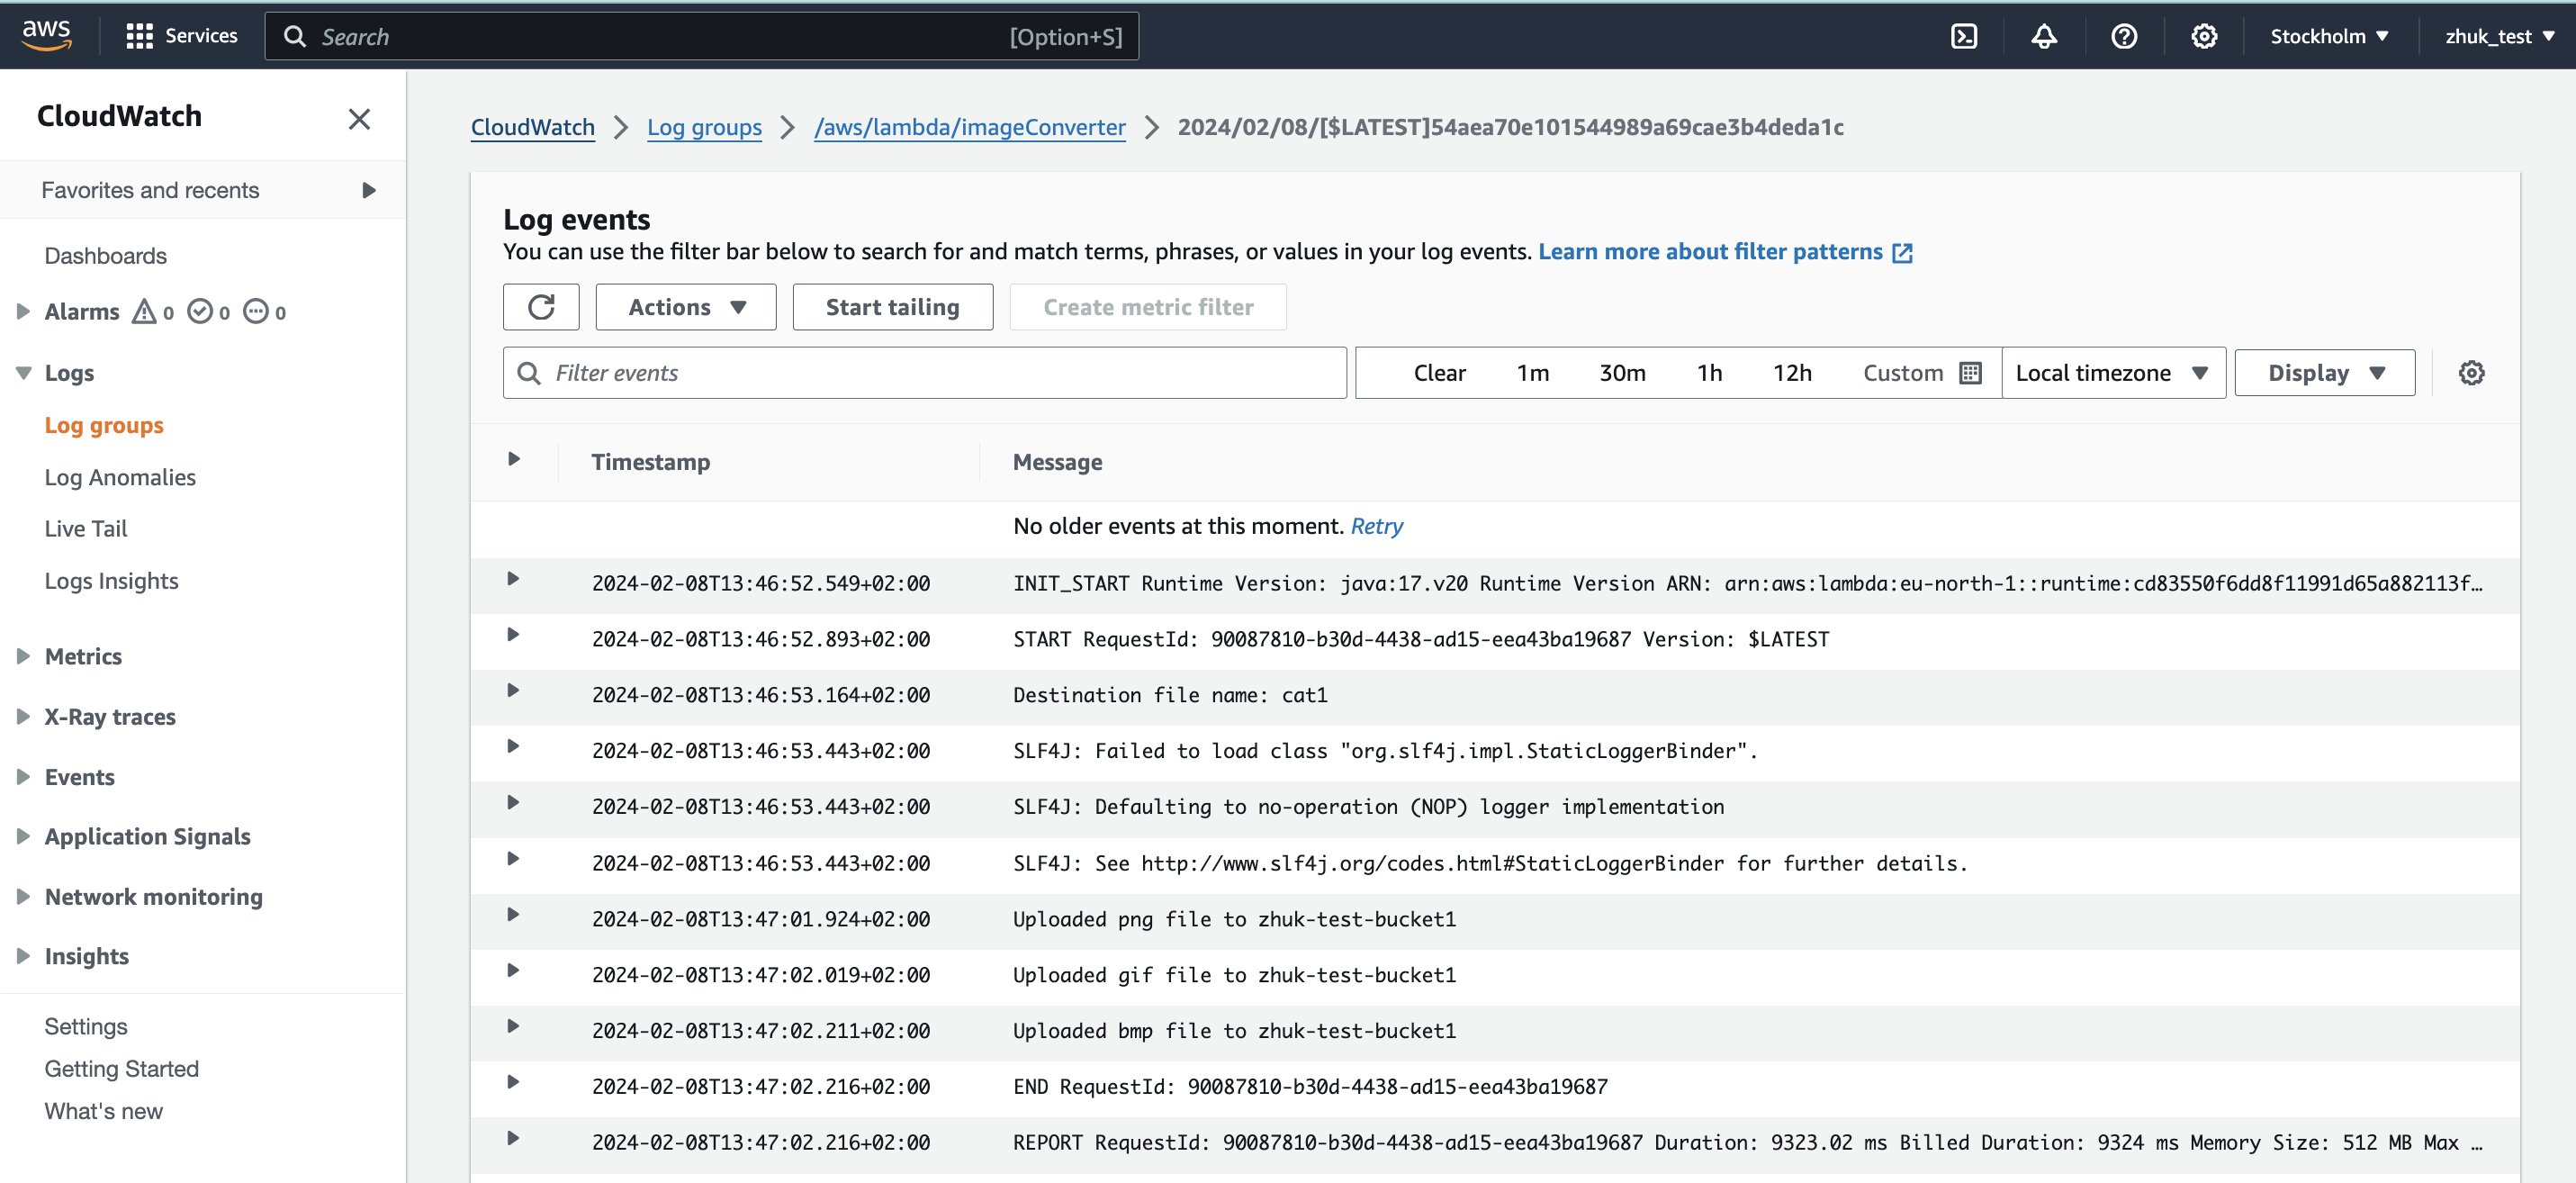 aws Services Search [Option+S] Stockholm zhuk_test
CloudWatch
Favorites and recents
Dashboards
Alarms 0 0 0
Logs
Log groups
Log Anomalies
Live Tail
Logs Insights
Metrics
X-Ray traces
Events
Application Signals
Network monitoring
Insights
Settings
Getting Started
What's new
CloudWatch Log groups /aws/lambda/imageConverter 2024/02/08/[$LATEST]54aea70e101544989a69cae3b4deda1c
Log events
You can use the filter bar below to search for and match terms, phrases, or values in your log events. Learn more about filter patterns
Actions Start tailing Create metric filter
Filter events Clear 1m 30m 1h 12h Custom Local timezone Display
Timestamp Message
No older events at this moment. Retry
2024-02-08T13:46:52.549+02:00 INIT_START Runtime Version: java:17.v20 Runtime Version ARN: arn:aws:lambda:eu-north-1::runtime:cd83550f6dd8f11991d65a882113f…
2024-02-08T13:46:52.893+02:00 START RequestId: 90087810-b30d-4438-ad15-eea43ba19687 Version: $LATEST
2024-02-08T13:46:53.164+02:00 Destination file name: cat1
2024-02-08T13:46:53.443+02:00 SLF4J: Failed to load class "org.slf4j.impl.StaticLoggerBinder".
2024-02-08T13:46:53.443+02:00 SLF4J: Defaulting to no-operation (NOP) logger implementation
2024-02-08T13:46:53.443+02:00 SLF4J: See http://www.slf4j.org/codes.html#StaticLoggerBinder for further details.
2024-02-08T13:47:01.924+02:00 Uploaded png file to zhuk-test-bucket1
2024-02-08T13:47:02.019+02:00 Uploaded gif file to zhuk-test-bucket1
2024-02-08T13:47:02.211+02:00 Uploaded bmp file to zhuk-test-bucket1
2024-02-08T13:47:02.216+02:00 END RequestId: 90087810-b30d-4438-ad15-eea43ba19687
2024-02-08T13:47:02.216+02:00 REPORT RequestId: 90087810-b30d-4438-ad15-eea43ba19687 Duration: 9323.02 ms Billed Duration: 9324 ms Memory Size: 512 MB Max …